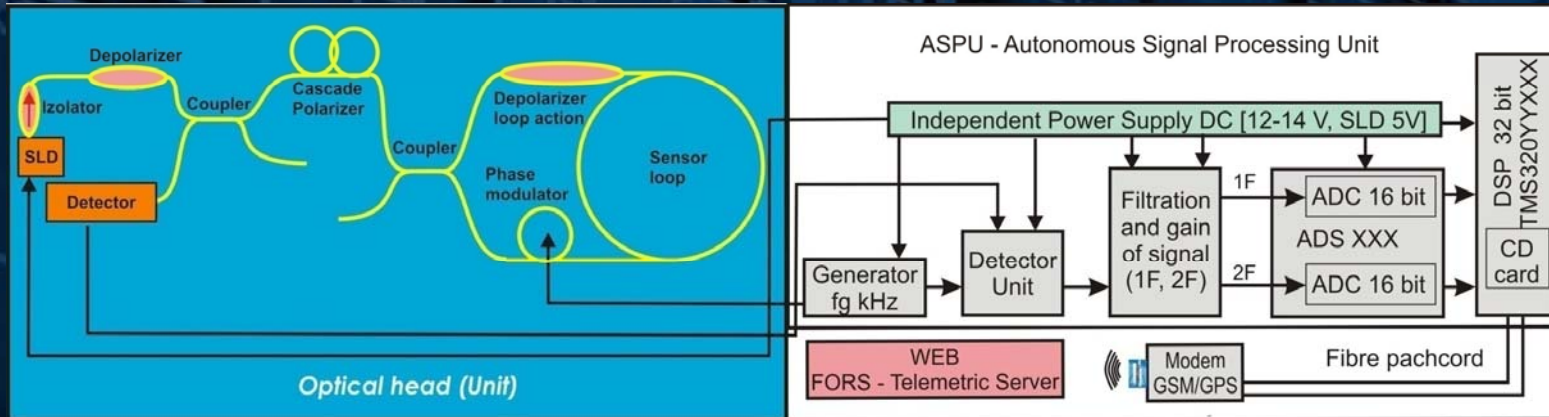 Depolarizer
Izolator
SLD
Detector
Coupler
Cascade
Polarizer
Coupler
Depolarizer
loop action
Phase
modulator
Sensor
loop
Optical head (Unit)
ASPU - Autonomous Signal Processing Unit
Independent Power Supply DC [12-14 V, SLD 5V]
Generator
fg kHz
Detector
Unit
Filtration
and gain
of signal
(1F, 2F)
1F
2F
ADC 16 bit
ADS XXX
ADC 16 bit
DSP 32 bit
TMS320YYXXX
CD
card
WEB
FORS - Telemetric Server
Modem
GSM/GPS
Fibre pachcord